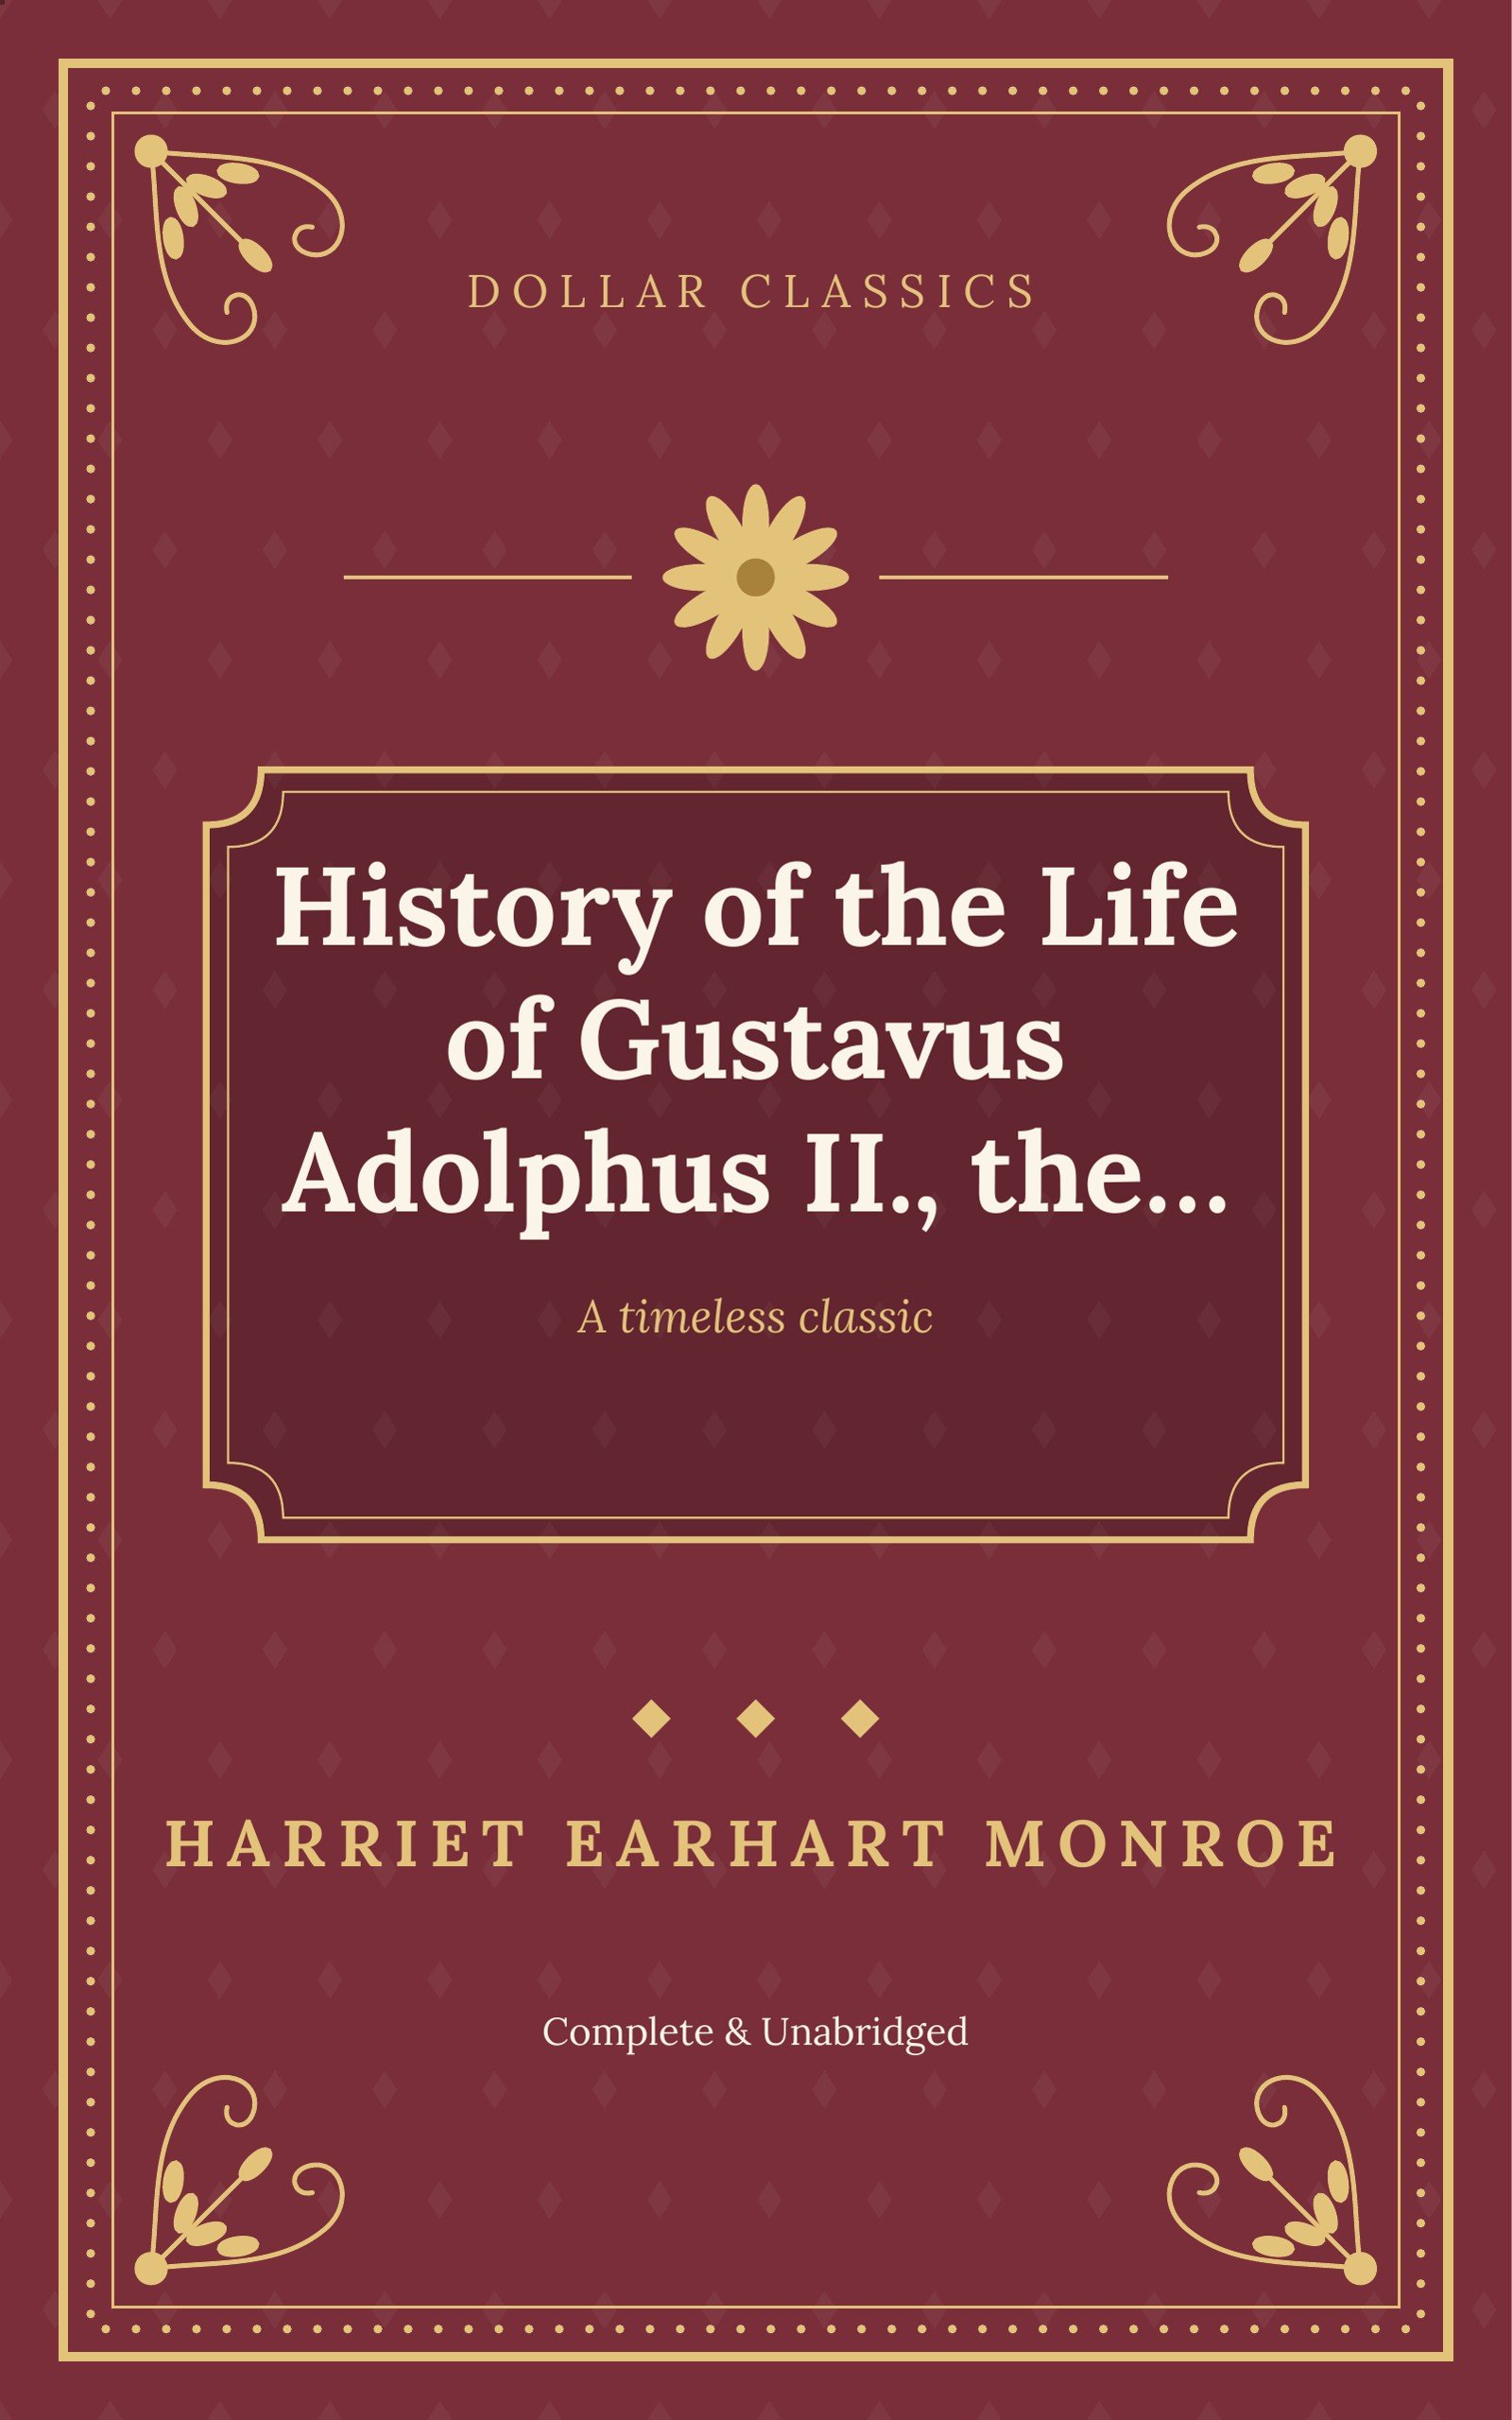 DOLLAR CLASSICS
History of the Life
of Gustavus
Adolphus II., the...
A timeless classic
HARRIET EARHART MONROE
Complete & Unabridged